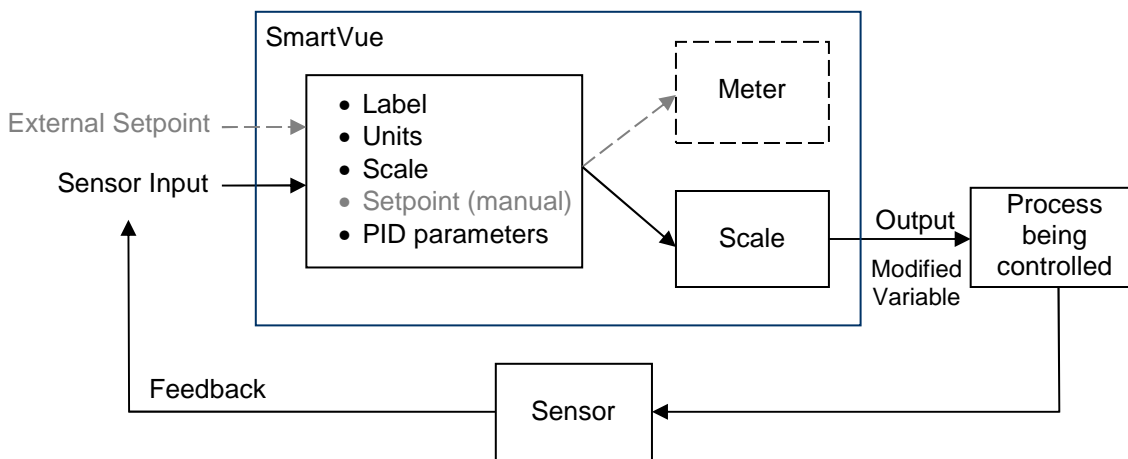 SmartVue
External Setpoint
Sensor Input
• Label
• Units
• Scale
• Setpoint (manual)
• PID parameters
Meter
Scale
Output
Modified
Variable
Process
being
controlled
Feedback
Sensor